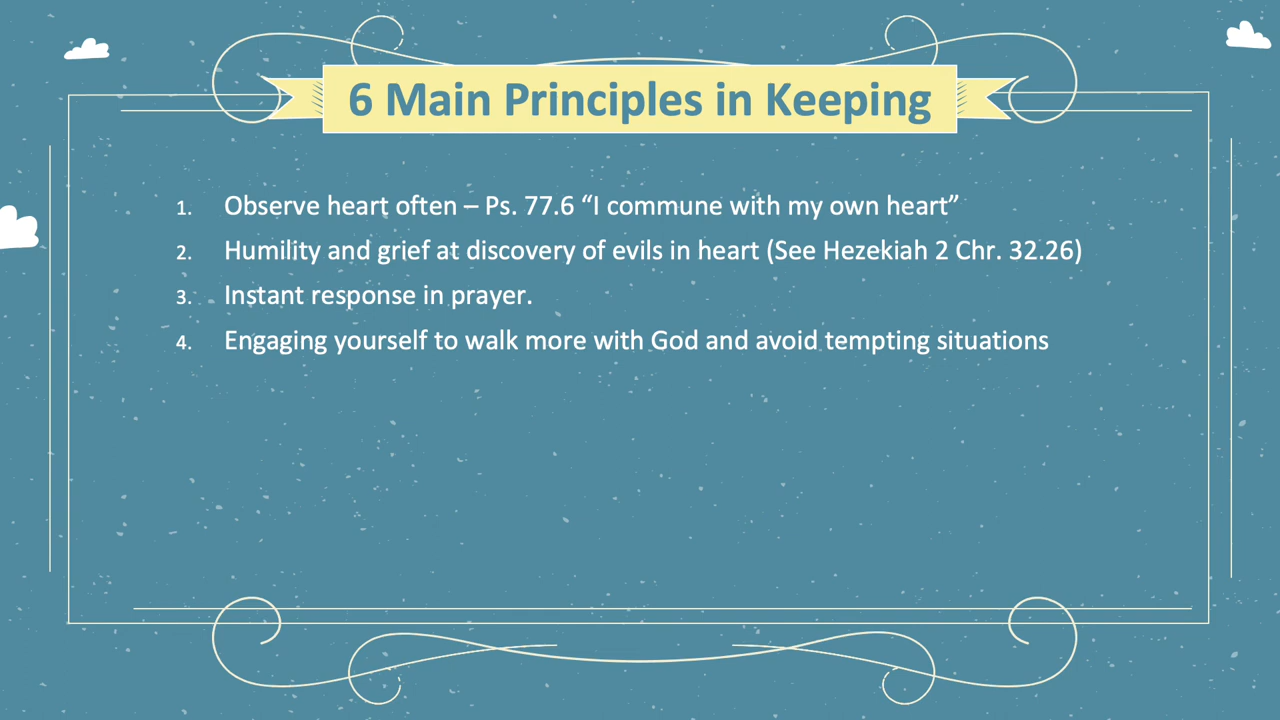 6 Main Principles in Keeping
1. Observe heart often – Ps. 77.6 “I commune with my own heart”
2. Humility and grief at discovery of evils in heart (See Hezekiah 2 Chr. 32.26)
3. Instant response in prayer.
4. Engaging yourself to walk more with God and avoid tempting situations